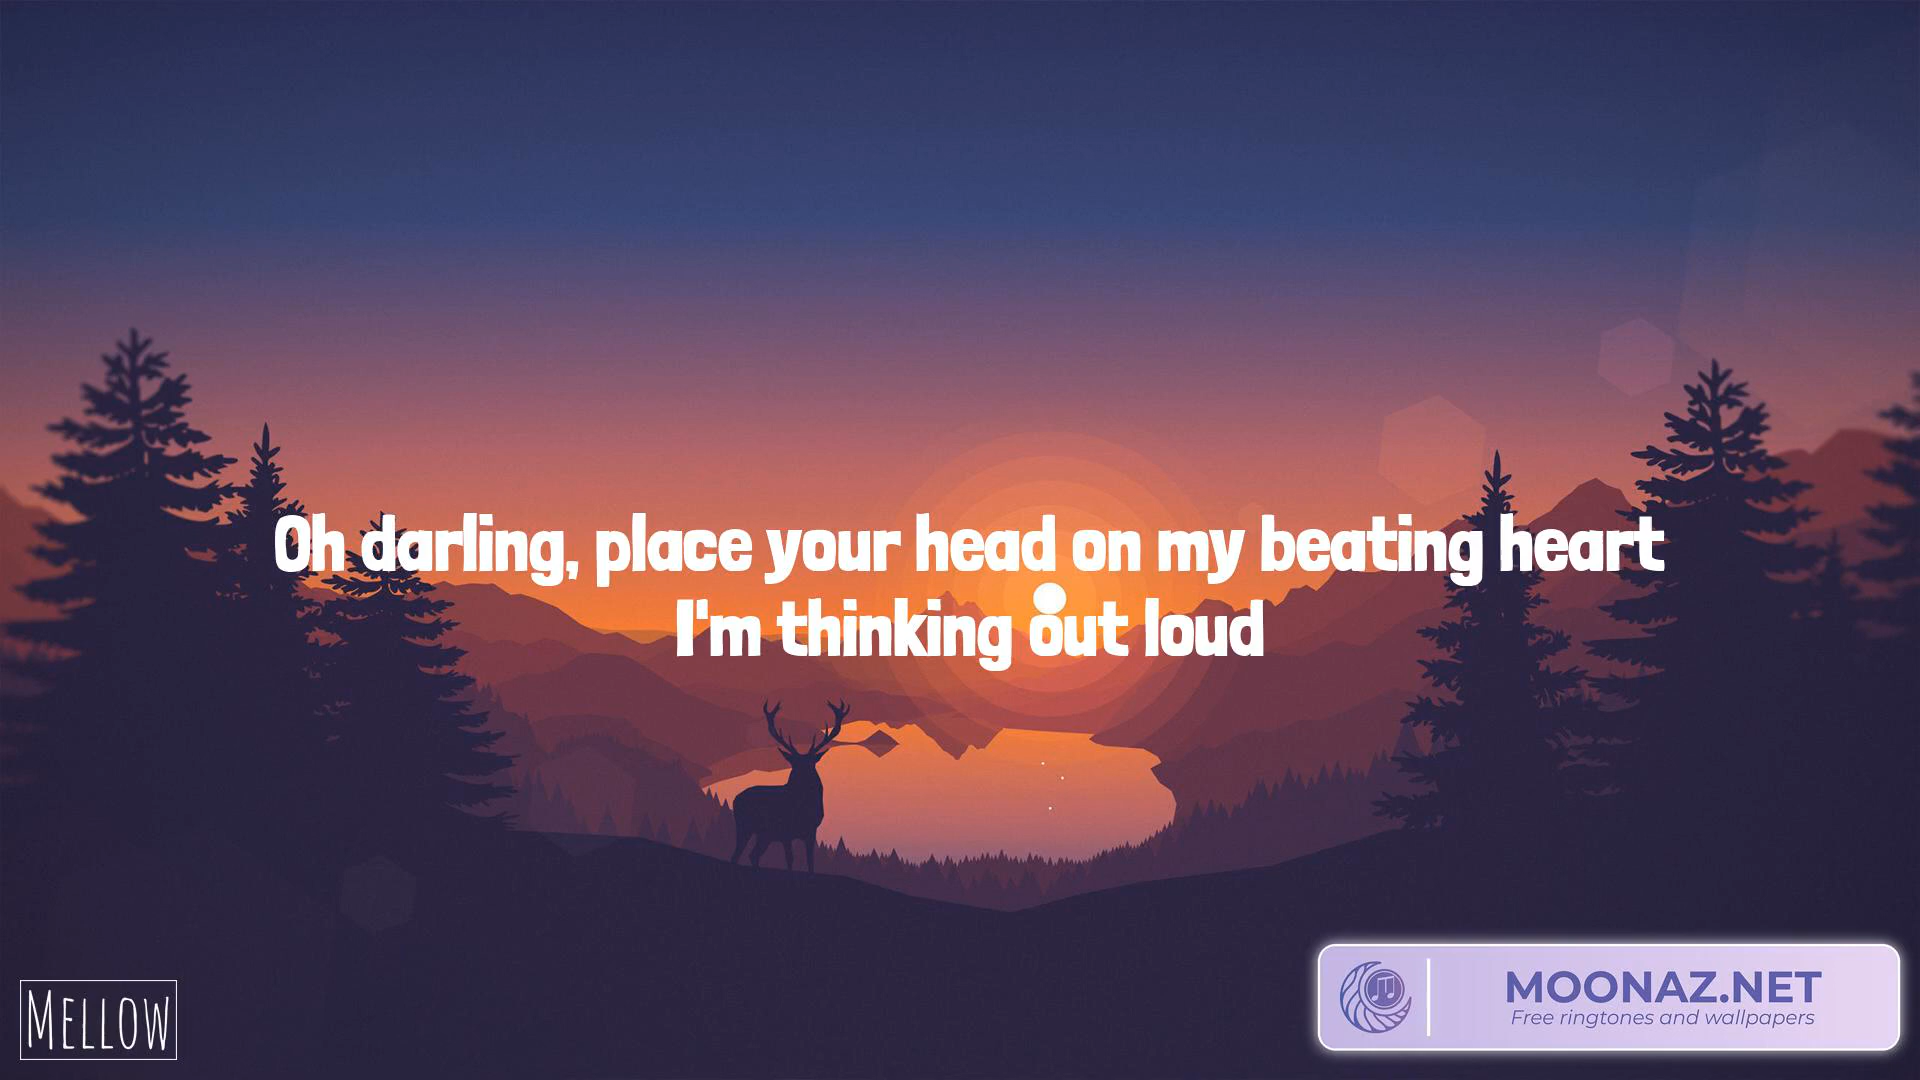 Oh darling, place your head on my beating heart
I'm thinking out loud
MELLOW
MOONAZ.NET
Free ringtones and wallpapers